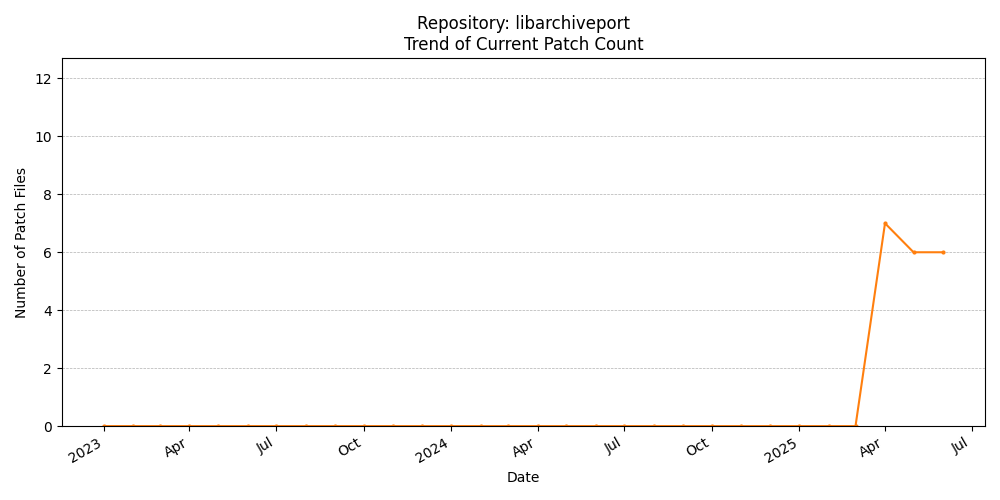 Repository: libarchiveport
Trend of Current Patch Count
Number of Patch Files
12
10
8
6
4
2
0
2023 Apr Jul Oct 2024 Apr Jul Oct 2025 Apr Jul
Date